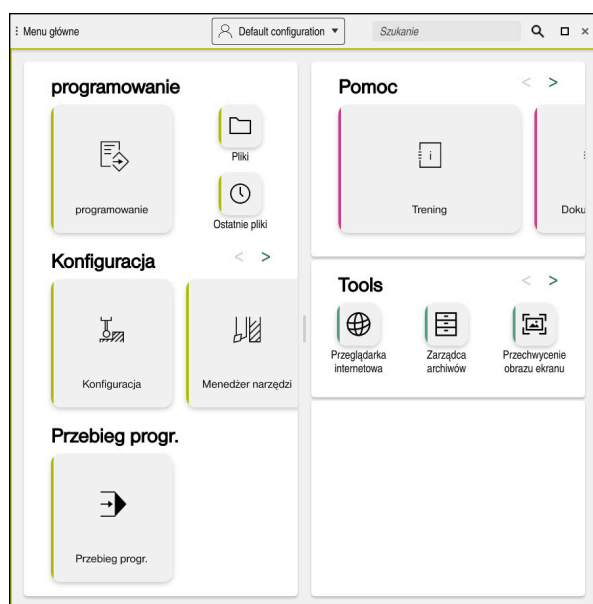 Menu główne
Default configuration
Szukanie
programowanie
Pliki
programowanie
Ostatnie pliki
Konfiguracja
Konfiguracja
Menedżer narzędzi
Przebieg progr.
Przebieg progr.
Pomoc
Trening
Doku
Tools
Przeglądarka
internetowa
Zarządca
archiwów
Przechwycenie
obrazu ekranu